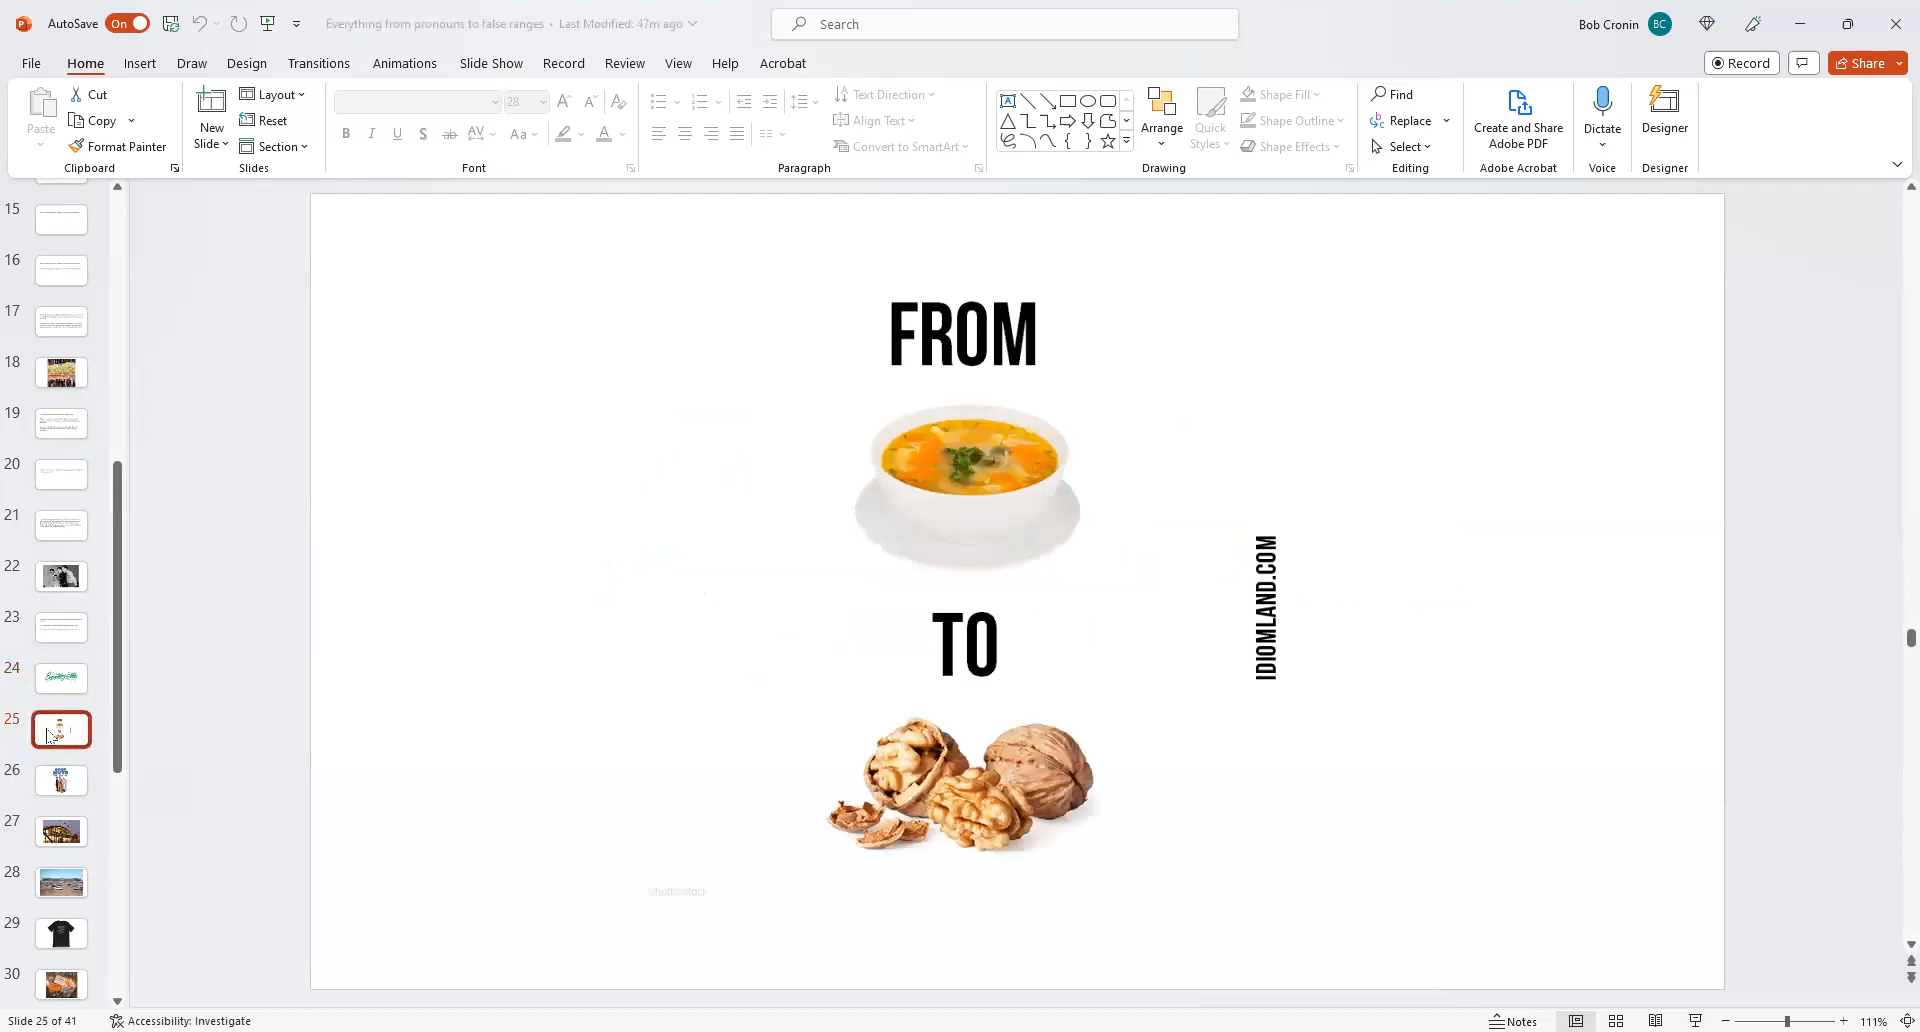 AutoSave On Everything from pronouns to false ranges • Last Modified: 47m ago Search Bob Cronin BC
File Home Insert Draw Design Transitions Animations Slide Show Record Review View Help Acrobat Record Share
Paste Cut Copy Format Painter Clipboard
New Slide Layout Reset Section Slides
28 Font
Text Direction Align Text Convert to SmartArt Paragraph
Arrange Quick Styles Shape Fill Shape Outline Shape Effects Drawing
Find Replace Select Editing
Create and Share Adobe PDF Adobe Acrobat
Dictate Voice
Designer Designer
15
16
17
18
19
20
21
22
23
24
25
26
27
28
29
30
FROM
TO
IDIOMLAND.COM
Shutterstock
Slide 25 of 41 Accessibility: Investigate Notes 111%